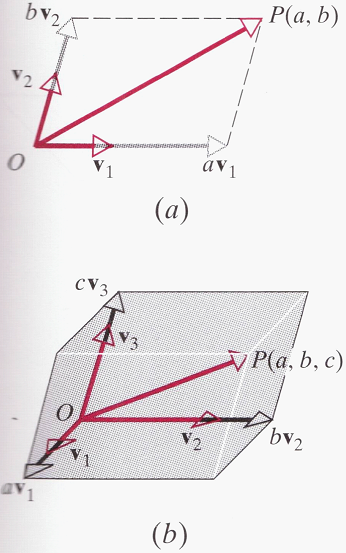 bv₂
P(a, b)
v₂
O
v₁
av₁
(a)
cv₃
v₃
P(a, b, c)
O
v₂
bv₂
v₁
av₁
(b)